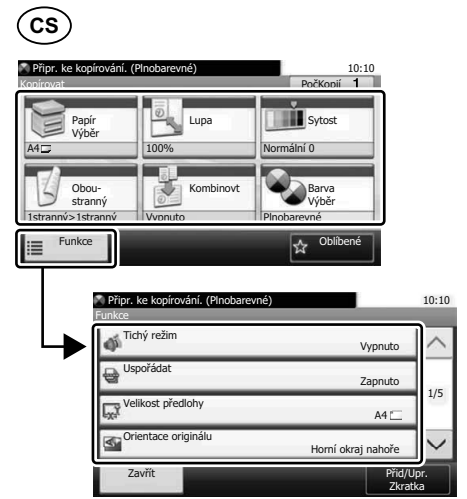 CS
Připr. ke kopírování. (Plnobarevné) 10:10
Kopírovat PočKopií 1
Papír Výběr
A4
Lupa
100%
Sytost
Normální 0
Obou-
stranný
1stranný>1stranný
Kombinovt
Vypnuto
Barva
Výběr
Plnobarevné
Funkce
Oblíbené
Připr. ke kopírování. (Plnobarevné) 10:10
Funkce
Tichý režim
Vypnuto
Uspořádat
Zapnuto
1/5
Velikost předlohy
A4
Orientace originálu
Horní okraj nahoře
Zavřít
Přid/Upr.
Zkratka